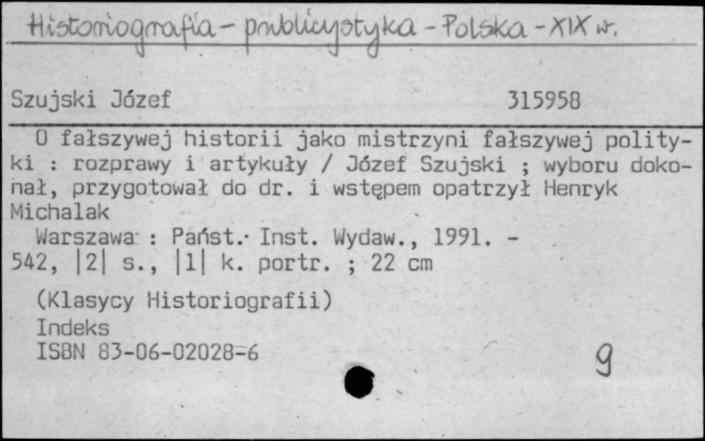 Historiografia - publicystyka - Polska - XIX w.
Szujski Józef 315958
O fałszywej historii jako mistrzyni fałszywej polity-
ki : rozprawy i artykuły / Józef Szujski ; wyboru doko-
nał, przygotował do dr. i wstępem opatrzył Henryk
Michalak
Warszawa : Państ. Inst. Wydaw., 1991. -
542, |2| s., |1| k. portr. ; 22 cm
(Klasycy Historiografii)
Indeks
ISBN 83-06-02028-6
9